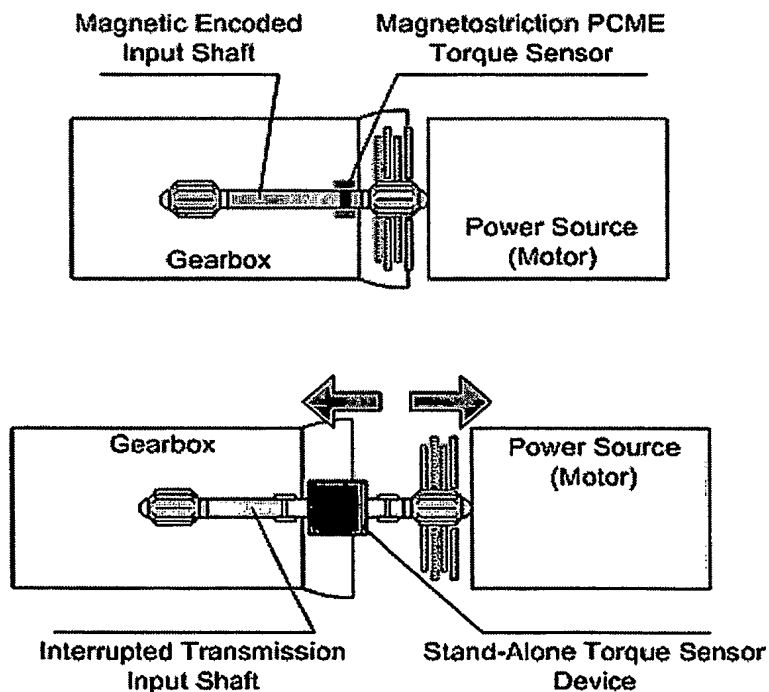 Magnetic Encoded
Input Shaft
Magnetostriction PCME
Torque Sensor
Gearbox
Power Source
(Motor)
Gearbox
Power Source
(Motor)
Interrupted Transmission
Input Shaft
Stand-Alone Torque Sensor
Device